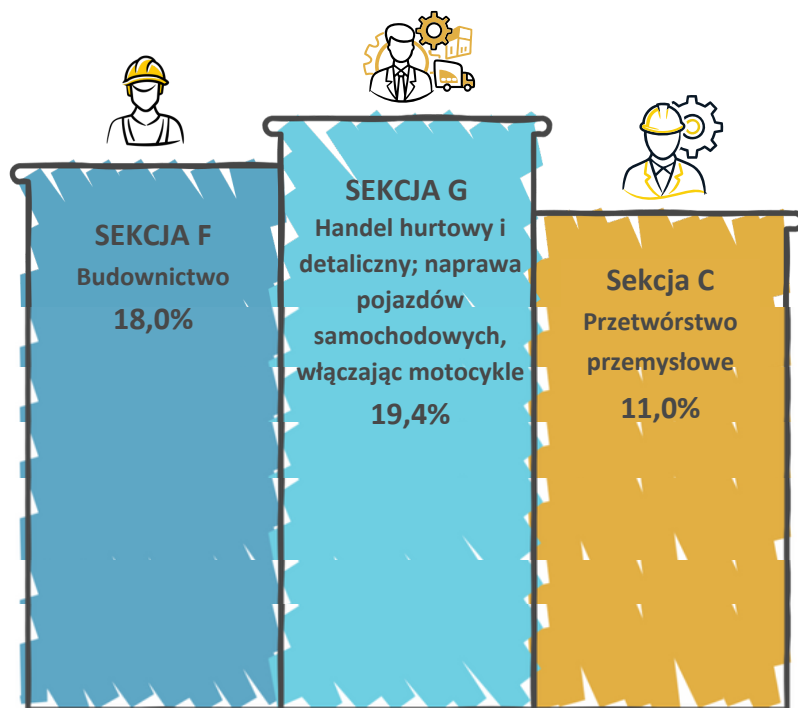 SEKCJA F
Budownictwo
18,0%
SEKCJA G
Handel hurtowy i
detaliczny; naprawa
pojazdów
samochodowych,
włączając motocykle
19,4%
Sekcja C
Przetwórstwo
przemysłowe
11,0%